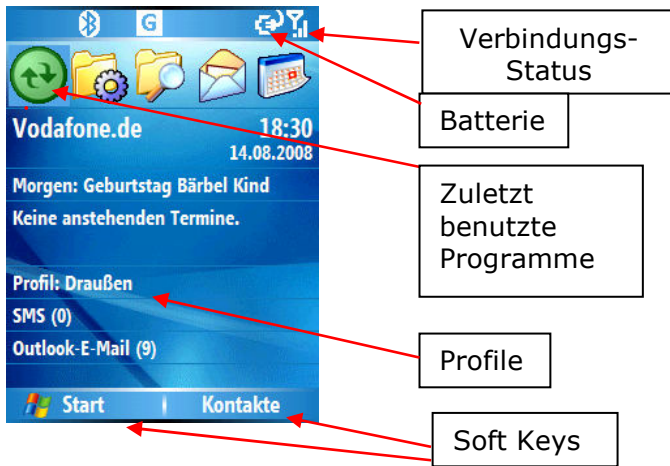 G
Vodafone.de 18:30
14.08.2008
Morgen: Geburtstag Bärbel Kind
Keine anstehenden Termine.
Profil: Draußen
SMS (0)
Outlook-E-Mail (9)
Start Kontakte
Verbindungs-
Status
Batterie
Zuletzt
benutzte
Programme
Profile
Soft Keys